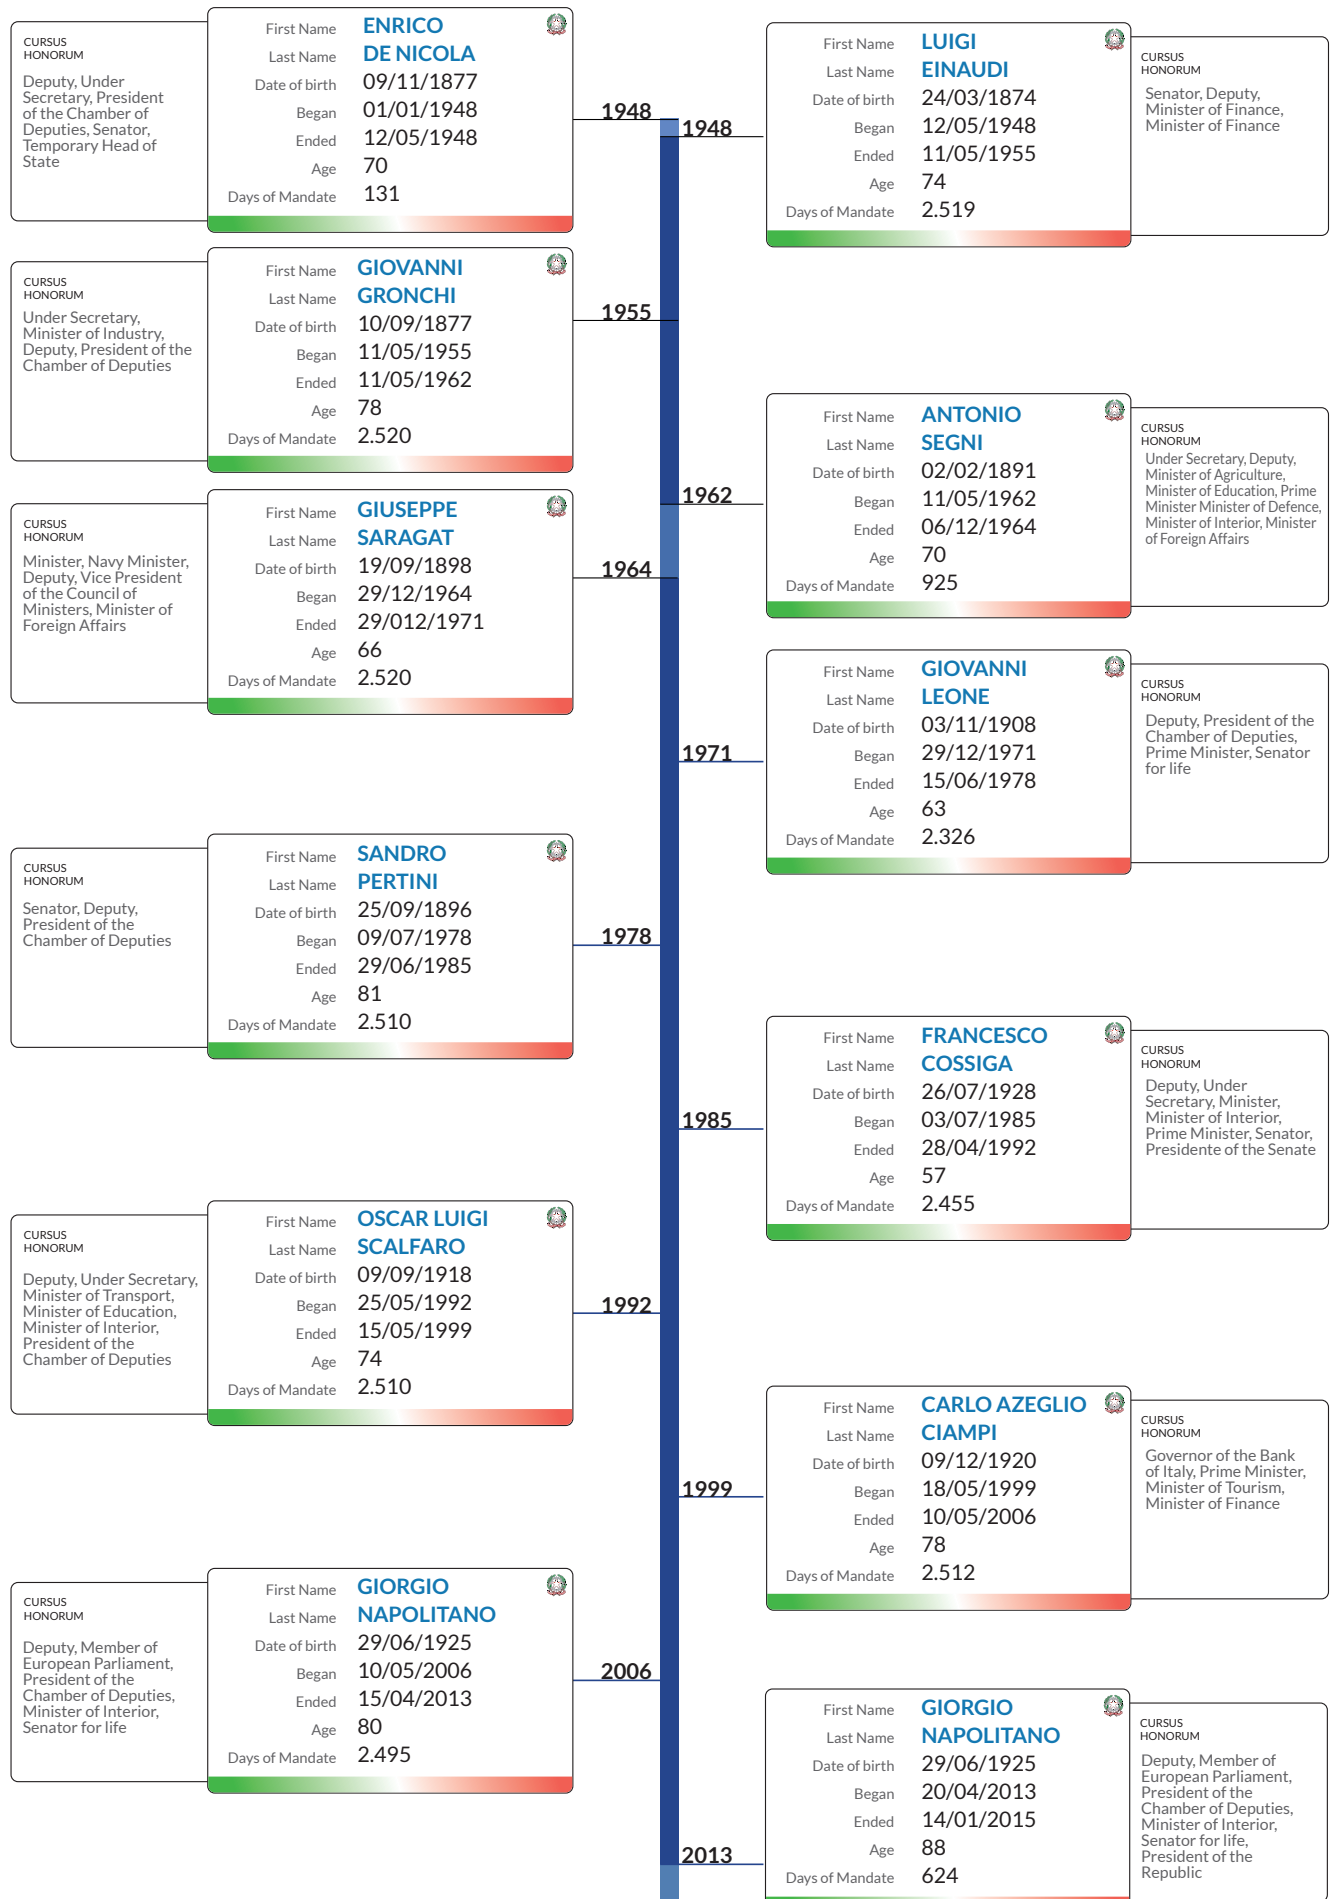 CURSUS
HONORUM
Deputy, Under
Secretary, President
of the Chamber of
Deputies, Senator,
Temporary Head of
State
First Name ENRICO
Last Name DE NICOLA
Date of birth 09/11/1877
Began 01/01/1948
Ended 12/05/1948
Age 70
Days of Mandate 131
1948
1948
First Name LUIGI
Last Name EINAUDI
Date of birth 24/03/1874
Began 12/05/1948
Ended 11/05/1955
Age 74
Days of Mandate 2.519
CURSUS
HONORUM
Senator, Deputy,
Minister of Finance,
Minister of Finance
CURSUS
HONORUM
Under Secretary,
Minister of Industry,
Deputy, President of the
Chamber of Deputies
First Name GIOVANNI
Last Name GRONCHI
Date of birth 10/09/1877
Began 11/05/1955
Ended 11/05/1962
Age 78
Days of Mandate 2.520
1955
1962
First Name ANTONIO
Last Name SEGNI
Date of birth 02/02/1891
Began 11/05/1962
Ended 06/12/1964
Age 70
Days of Mandate 925
CURSUS
HONORUM
Under Secretary, Deputy,
Minister of Agriculture,
Minister of Education, Prime
Minister Minister of Defence,
Minister of Interior, Minister
of Foreign Affairs
CURSUS
HONORUM
Minister, Navy Minister,
Deputy, Vice President
of the Council of
Ministers, Minister of
Foreign Affairs
First Name GIUSEPPE
Last Name SARAGAT
Date of birth 19/09/1898
Began 29/12/1964
Ended 29/012/1971
Age 66
Days of Mandate 2.520
1964
1971
First Name GIOVANNI
Last Name LEONE
Date of birth 03/11/1908
Began 29/12/1971
Ended 15/06/1978
Age 63
Days of Mandate 2.326
CURSUS
HONORUM
Deputy, President of the
Chamber of Deputies,
Prime Minister, Senator
for life
CURSUS
HONORUM
Senator, Deputy,
President of the
Chamber of Deputies
First Name SANDRO
Last Name PERTINI
Date of birth 25/09/1896
Began 09/07/1978
Ended 29/06/1985
Age 81
Days of Mandate 2.510
1978
1985
First Name FRANCESCO
Last Name COSSIGA
Date of birth 26/07/1928
Began 03/07/1985
Ended 28/04/1992
Age 57
Days of Mandate 2.455
CURSUS
HONORUM
Deputy, Under
Secretary, Minister,
Minister of Interior,
Prime Minister, Senator,
Presidente of the Senate
CURSUS
HONORUM
Deputy, Under Secretary,
Minister of Transport,
Minister of Education,
Minister of Interior,
President of the
Chamber of Deputies
First Name OSCAR LUIGI
Last Name SCALFARO
Date of birth 09/09/1918
Began 25/05/1992
Ended 15/05/1999
Age 74
Days of Mandate 2.510
1992
1999
First Name CARLO AZEGLIO
Last Name CIAMPI
Date of birth 09/12/1920
Began 18/05/1999
Ended 10/05/2006
Age 78
Days of Mandate 2.512
CURSUS
HONORUM
Governor of the Bank
of Italy, Prime Minister,
Minister of Tourism,
Minister of Finance
CURSUS
HONORUM
Deputy, Member of
European Parliament,
President of the
Chamber of Deputies,
Minister of Interior,
Senator for life
First Name GIORGIO
Last Name NAPOLITANO
Date of birth 29/06/1925
Began 10/05/2006
Ended 15/04/2013
Age 80
Days of Mandate 2.495
2006
2013
First Name GIORGIO
Last Name NAPOLITANO
Date of birth 29/06/1925
Began 20/04/2013
Ended 14/01/2015
Age 88
Days of Mandate 624
CURSUS
HONORUM
Deputy, Member of
European Parliament,
President of the
Chamber of Deputies,
Minister of Interior,
Senator for life,
President of the
Republic